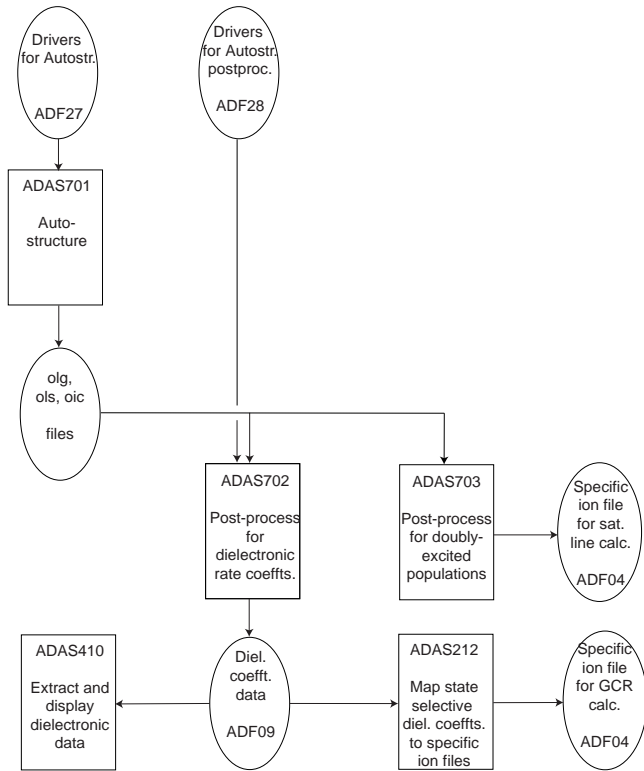 Drivers
for Autostr.
ADF27
Drivers
for Autostr.
postproc.
ADF28
ADAS701
Auto-
structure
olg,
ols, oic
files
ADAS702
Post-process
for
dielectronic
rate coeffts.
ADAS703
Post-process
for doubly-
excited
populations
Specific
ion file
for sat.
line calc.
ADF04
ADAS410
Extract and
display
dielectronic
data
Diel.
coefft.
data
ADF09
ADAS212
Map state
selective
diel. coeffts.
to specific
ion files
Specific
ion file
for GCR
calc.
ADF04